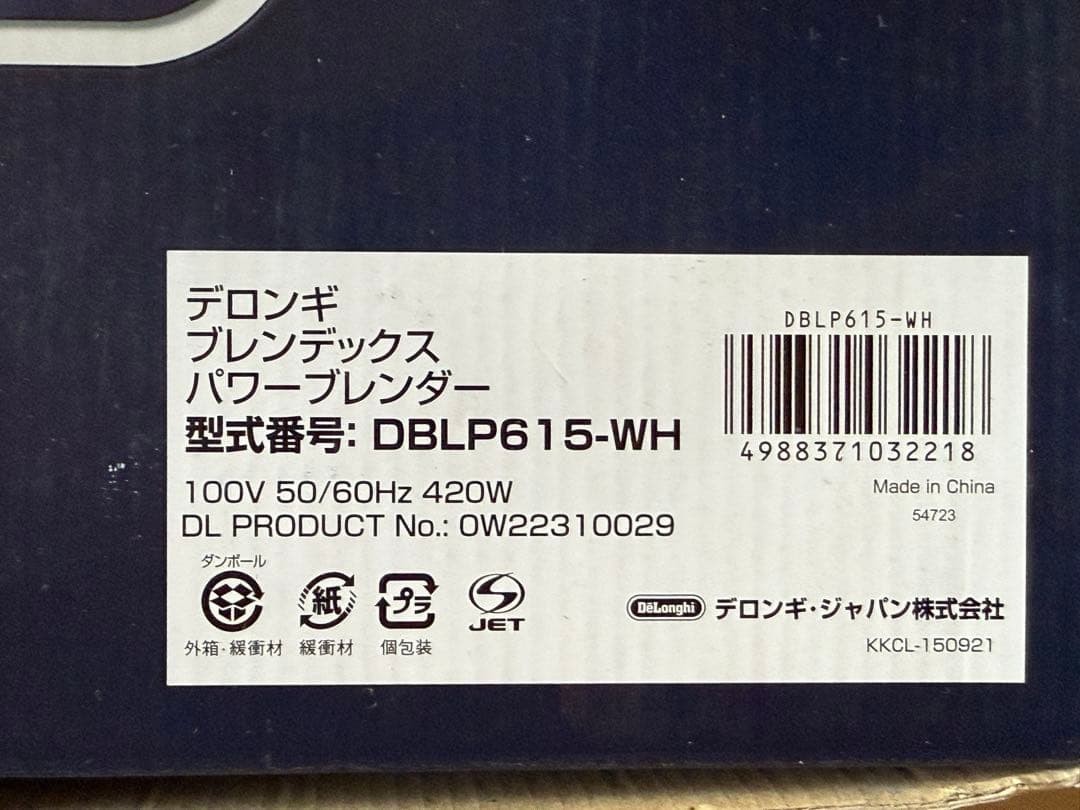 デロンギ
ブレンデックス
パワーブレンダー
型式番号: DBLP615-WH
100V 50/60Hz 420W
DL PRODUCT No.: 0W22310029
DBLP615-WH
4988371032218
Made in China
54723
ダンボール
外箱・緩衝材
紙
緩衝材
プラ
個包装
S
JET
DeLonghi デロンギ・ジャパン株式会社
KKCL-150921